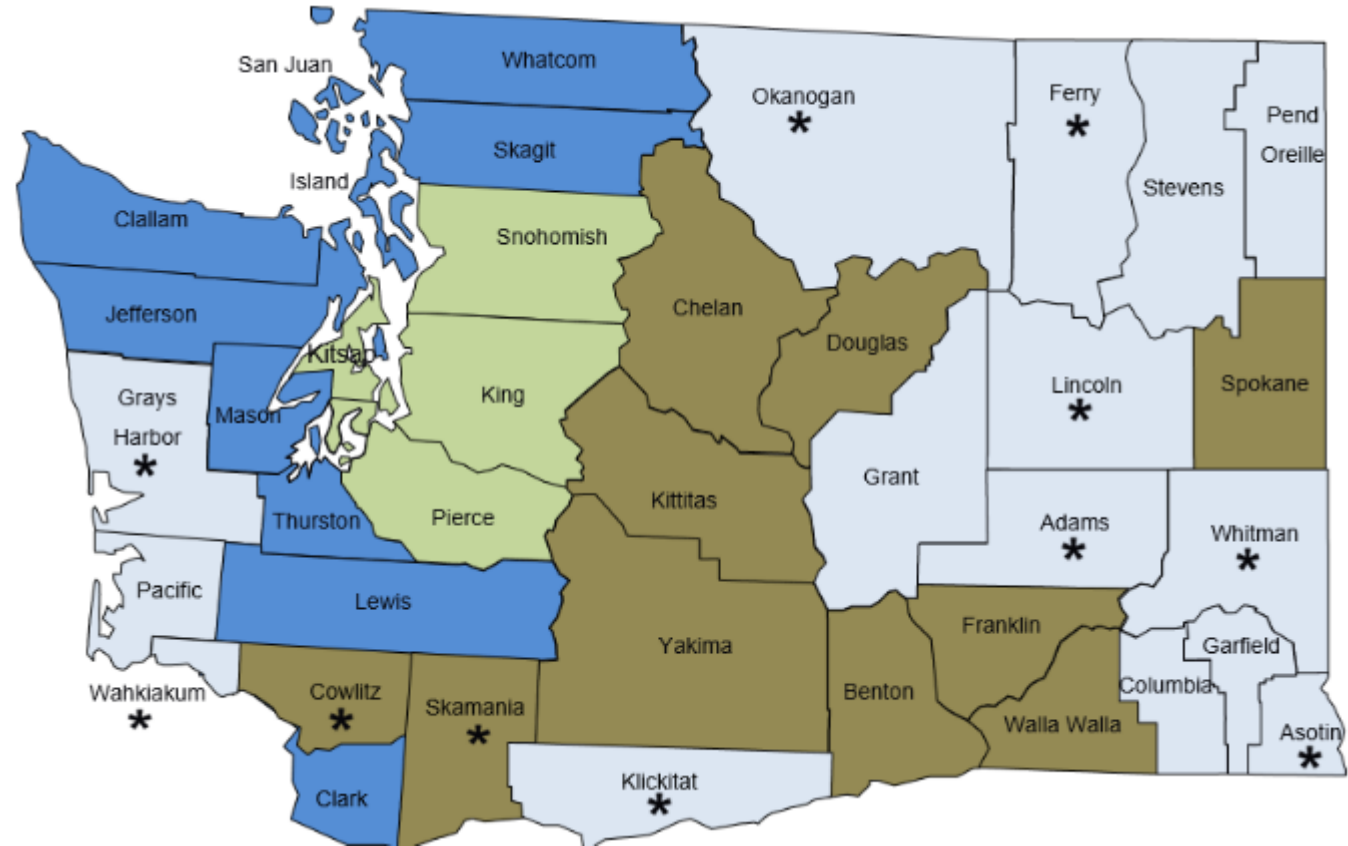 San Juan
Whatcom
Okanogan
*
Ferry
*
Pend
Oreille
Skagit
Island
Stevens
Clallam
Snohomish
Jefferson
Chelan
Douglas
Kitsap
Lincoln
*
Spokane
Grays
Harbor
*
Mason
King
Grant
Kittitas
Thurston
Pierce
Adams
*
Whitman
*
Pacific
Lewis
Franklin
Yakima
Garfield
Wahkiakum
*
Cowlitz
*
Skamania
*
Benton
Columbia
Walla Walla
Asotin
*
Klickitat
*
Clark